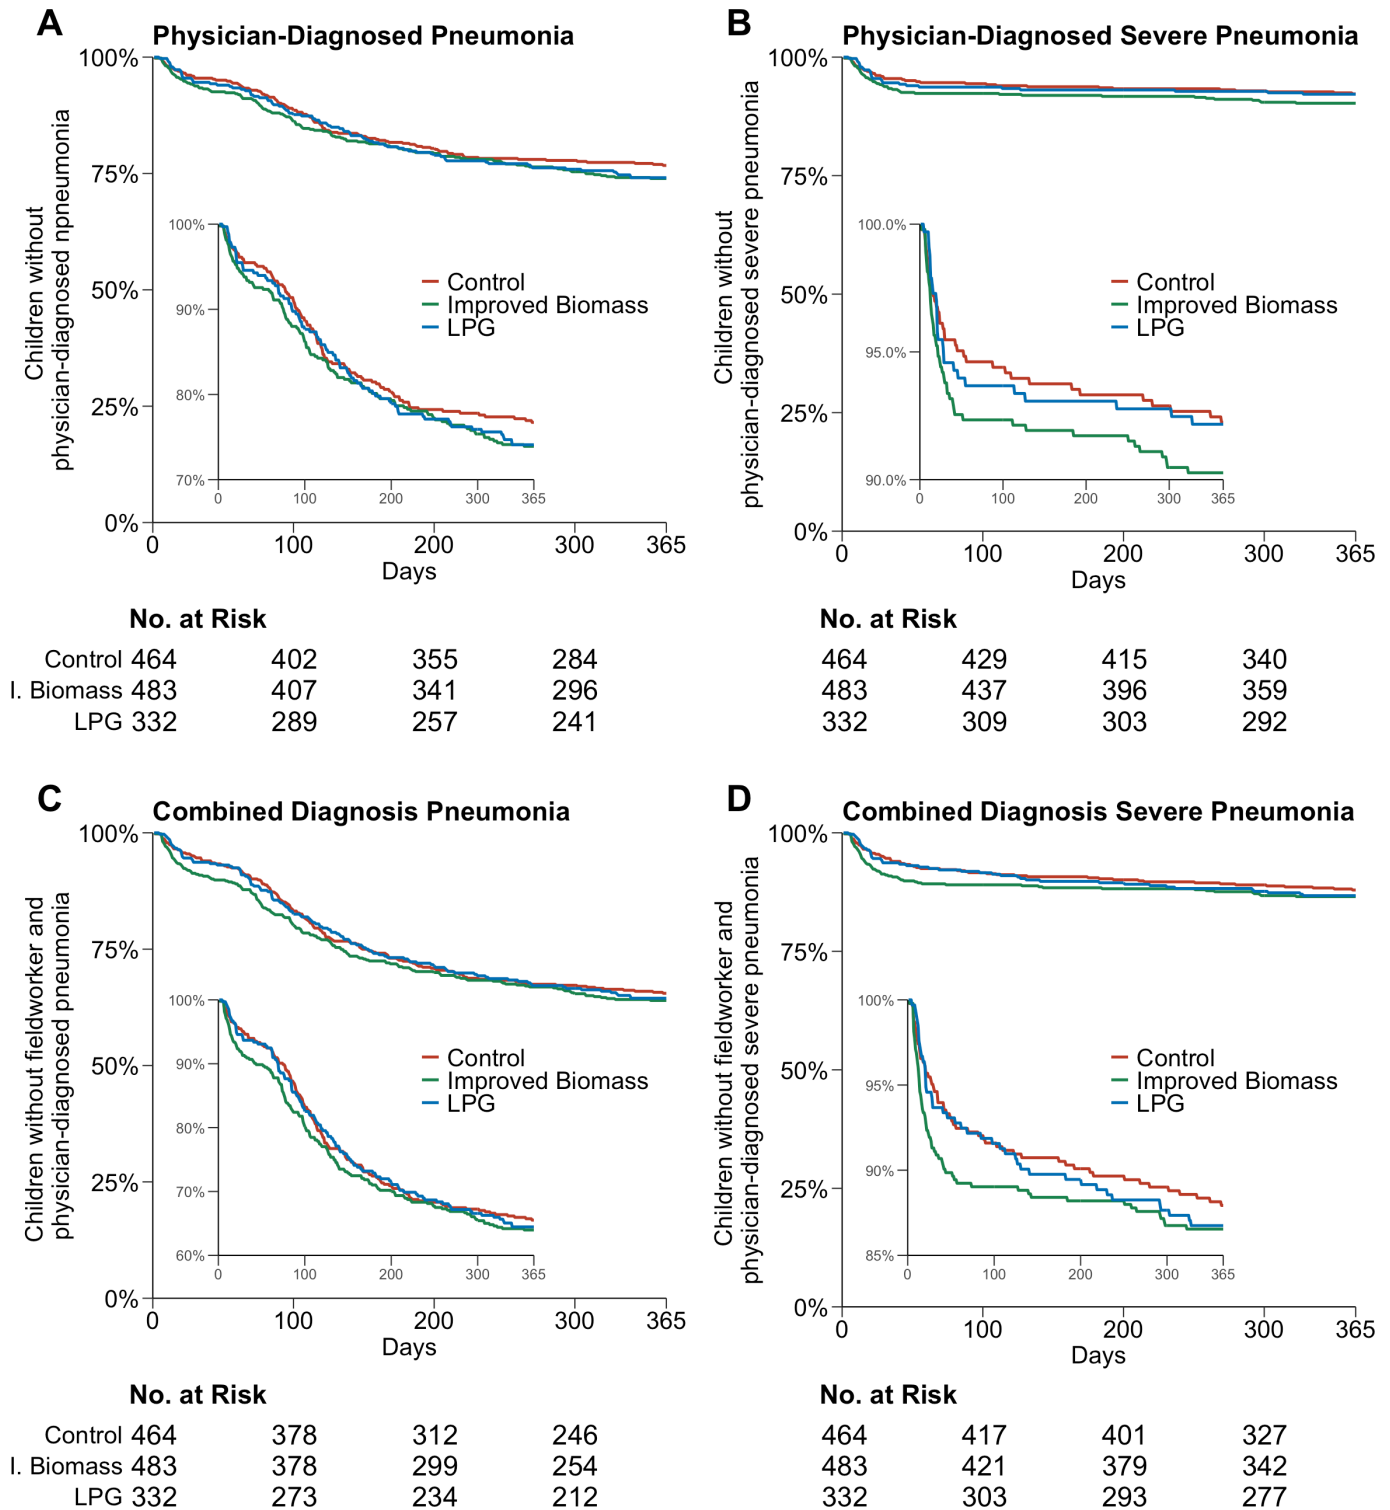 A
Physician-Diagnosed Pneumonia
Children without
physician-diagnosed npneumonia
100%
75%
50%
25%
0%
100%
90%
80%
70%
0 100 200 300 365
Control
Improved Biomass
LPG
0 100 200 300 365
Days
No. at Risk
Control 464 402 355 284
I. Biomass 483 407 341 296
LPG 332 289 257 241
B
Physician-Diagnosed Severe Pneumonia
Children without
physician-diagnosed severe pneumonia
100%
75%
50%
25%
0%
100.0%
95.0%
90.0%
0 100 200 300 365
Control
Improved Biomass
LPG
0 100 200 300 365
Days
No. at Risk
464 429 415 340
483 437 396 359
332 309 303 292
C
Combined Diagnosis Pneumonia
Children without fieldworker and
physician-diagnosed pneumonia
100%
75%
50%
25%
0%
100%
90%
80%
70%
60%
0 100 200 300 365
Control
Improved Biomass
LPG
0 100 200 300 365
Days
No. at Risk
Control 464 378 312 246
I. Biomass 483 378 299 254
LPG 332 273 234 212
D
Combined Diagnosis Severe Pneumonia
Children without fieldworker and
physician-diagnosed severe pneumonia
100%
75%
50%
25%
0%
100%
95%
90%
85%
0 100 200 300 365
Control
Improved Biomass
LPG
0 100 200 300 365
Days
No. at Risk
464 417 401 327
483 421 379 342
332 303 293 277